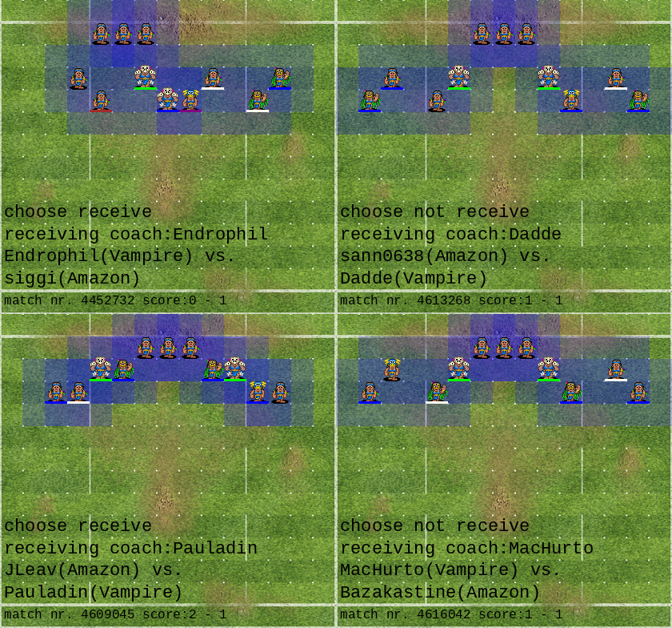 choose receive
receiving coach:Endrophil
Endrophil(Vampire) vs.
siggi(Amazon)
match nr. 4452732 score:0 - 1
choose not receive
receiving coach:Dadde
sann0638(Amazon) vs.
Dadde(Vampire)
match nr. 4613268 score:1 - 1
choose receive
receiving coach:Pauladin
JLeav(Amazon) vs.
Pauladin(Vampire)
match nr. 4609045 score:2 - 1
choose not receive
receiving coach:MacHurto
MacHurto(Vampire) vs.
Bazakastine(Amazon)
match nr. 4616042 score:1 - 1